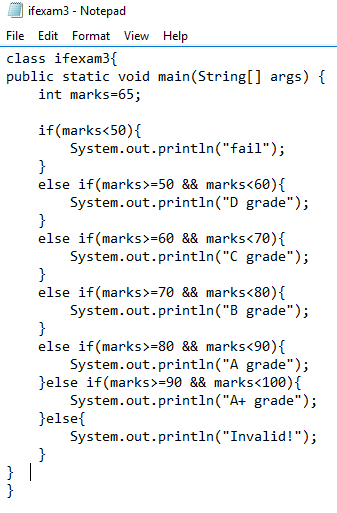 ifexam3 - Notepad
File Edit Format View Help
class ifexam3{
public static void main(String[] args) {
    int marks=65;

    if(marks<50){
        System.out.println("fail");
    }
    else if(marks>=50 && marks<60){
        System.out.println("D grade");
    }
    else if(marks>=60 && marks<70){
        System.out.println("C grade");
    }
    else if(marks>=70 && marks<80){
        System.out.println("B grade");
    }
    else if(marks>=80 && marks<90){
        System.out.println("A grade");
    }else if(marks>=90 && marks<100){
        System.out.println("A+ grade");
    }else{
        System.out.println("Invalid!");
    }
}
}